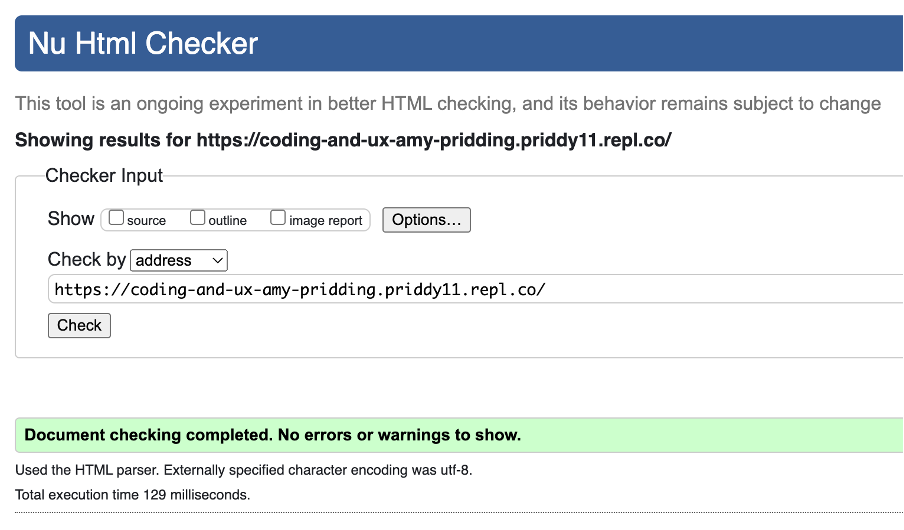 Nu Html Checker
This tool is an ongoing experiment in better HTML checking, and its behavior remains subject to change
Showing results for https://coding-and-ux-amy-pridding.priddy11.repl.co/
Checker Input
Show source outline image report Options...
Check by address
https://coding-and-ux-amy-pridding.priddy11.repl.co/
Check
Document checking completed. No errors or warnings to show.
Used the HTML parser. Externally specified character encoding was utf-8.
Total execution time 129 milliseconds.